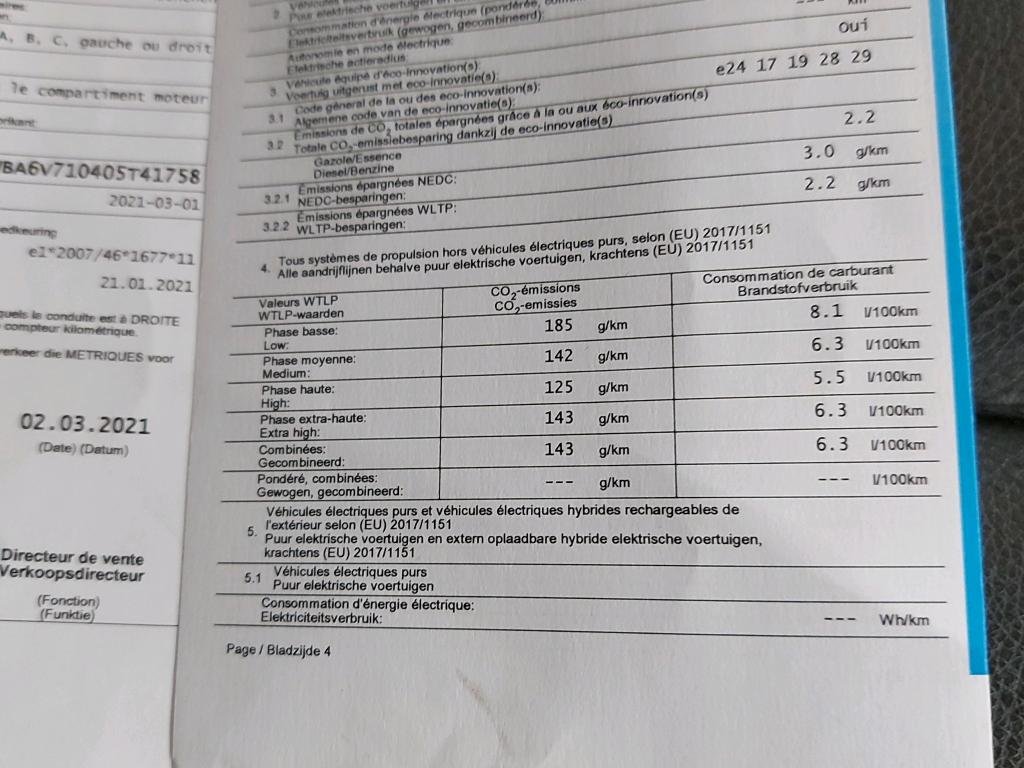 A, B, C, gauche ou droit
le compartiment moteur
BA6V710405T41758
2021-03-01
edkeuring
e1*2007/46*1677*11
21.01.2021
quels la conduite est à DROITE
compteur kilométrique.
verkeer die METRIQUES voor
02.03.2021
(Date) (Datum)
Directeur de vente
Verkoopsdirecteur
(Fonction)
(Funktie)
Consommation d'énergie électrique (pondérée,
Elektriciteitsverbruik (gewogen, gecombineerd):
Autonomie en mode électrique:
Elektrische actieradius: km
3. Véhicule équipé d'éco-innovation(s): oui
Voertuig uitgerust met eco-innovatie(s):
3.1 Code géneral de la ou des eco-innovation(s): e24 17 19 28 29
Algemene code van de eco-innovatie(s):
3.2 Émissions de CO2 totales épargnées grâce à la ou aux éco-innovation(s)
Totale CO2-emissiebesparing dankzij de eco-innovatie(s)
Gazole/Essence 2.2
Diesel/Benzine
3.2.1 Émissions épargnées NEDC: 3.0 g/km
NEDC-besparingen:
3.2.2 Émissions épargnées WLTP: 2.2 g/km
WLTP-besparingen:
4. Tous systèmes de propulsion hors véhicules électriques purs, selon (EU) 2017/1151
Alle aandrijflijnen behalve puur elektrische voertuigen, krachtens (EU) 2017/1151
Valeurs WTLP CO2-émissions Consommation de carburant
WTLP-waarden CO2-emissies Brandstofverbruik
Phase basse: 185 g/km 8.1 l/100km
Low:
Phase moyenne: 142 g/km 6.3 l/100km
Medium:
Phase haute: 125 g/km 5.5 l/100km
High:
Phase extra-haute: 143 g/km 6.3 l/100km
Extra high:
Combinées: 143 g/km 6.3 l/100km
Gecombineerd:
Pondéré, combinées: --- g/km --- l/100km
Gewogen, gecombineerd:
5. Véhicules électriques purs et véhicules électriques hybrides rechargeables de
l'extérieur selon (EU) 2017/1151
Puur elektrische voertuigen en extern oplaadbare hybride elektrische voertuigen,
krachtens (EU) 2017/1151
5.1 Véhicules électriques purs
Puur elektrische voertuigen
Consommation d'énergie électrique: --- Wh/km
Elektriciteitsverbruik:
Page / Bladzijde 4